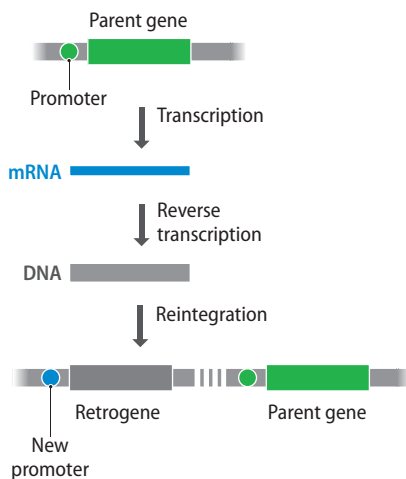 Parent gene
Promoter
Transcription
mRNA
Reverse
transcription
DNA
Reintegration
Retrogene
Parent gene
New
promoter